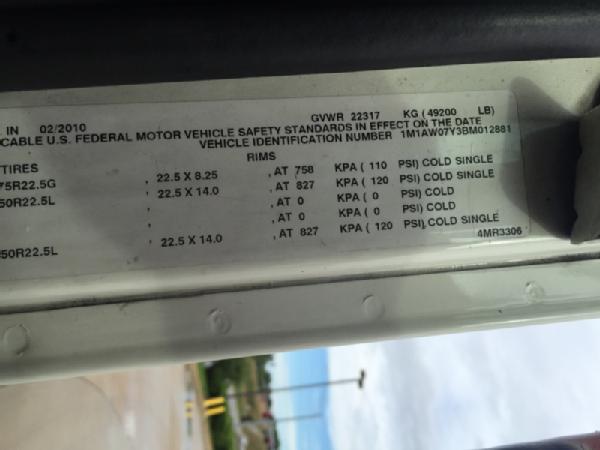 IN 02/2010 GVWR 22317 KG ( 49200 LB)
CABLE U.S. FEDERAL MOTOR VEHICLE SAFETY STANDARDS IN EFFECT ON THE DATE
VEHICLE IDENTIFICATION NUMBER 1M1AW07Y3BM012881
TIRES RIMS
75R22.5G , 22.5 X 8.25 , AT 758 KPA ( 110 PSI) COLD SINGLE
50R22.5L , 22.5 X 14.0 , AT 827 KPA ( 120 PSI) COLD SINGLE
, , AT 0 KPA ( 0 PSI) COLD
, , AT 0 KPA ( 0 PSI) COLD
50R22.5L , 22.5 X 14.0 , AT 827 KPA ( 120 PSI) COLD SINGLE
4MR3306